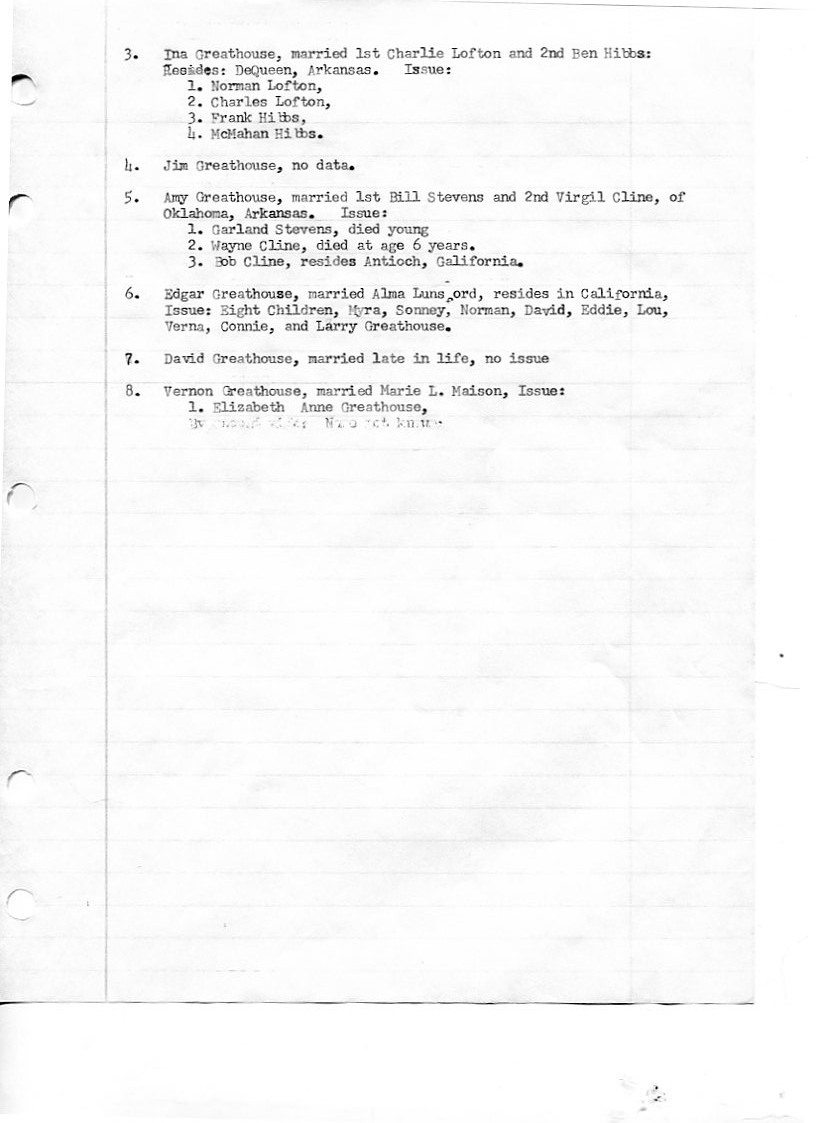 3. Ina Greathouse, married 1st Charlie Lofton and 2nd Ben Hibbs:
Resides: DeQueen, Arkansas. Issue:
1. Norman Lofton,
2. Charles Lofton,
3. Frank Hibbs,
4. McMahan Hibbs.
4. Jim Greathouse, no data.
5. Amy Greathouse, married 1st Bill Stevens and 2nd Virgil Cline, of
Oklahoma, Arkansas. Issue:
1. Garland Stevens, died young
2. Wayne Cline, died at age 6 years.
3. Bob Cline, resides Antioch, Galifornia.
6. Edgar Greathouse, married Alma Lunsford, resides in California,
Issue: Eight Children, Myra, Sonney, Norman, David, Eddie, Lou,
Verna, Connie, and Larry Greathouse.
7. David Greathouse, married late in life, no issue
8. Vernon Greathouse, married Marie L. Maison, Issue:
1. Elizabeth Anne Greathouse,